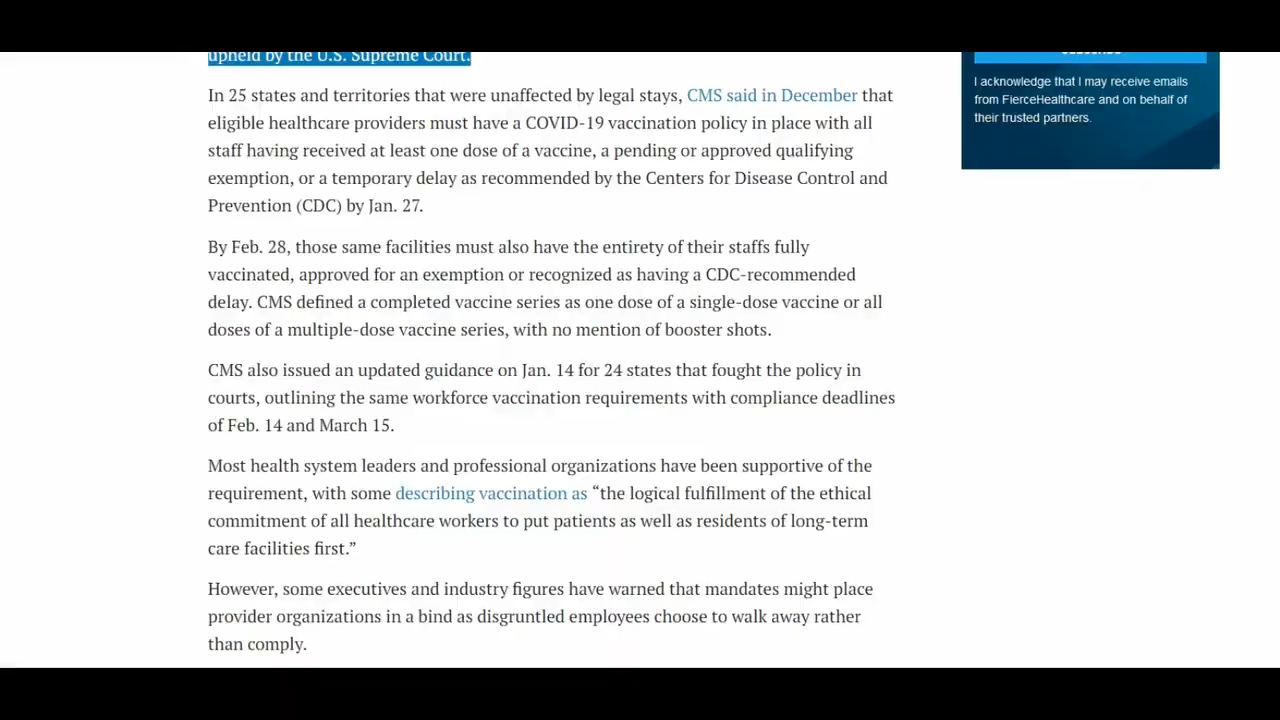 upheld by the U.S. Supreme Court.
In 25 states and territories that were unaffected by legal stays, CMS said in December that
eligible healthcare providers must have a COVID-19 vaccination policy in place with all
staff having received at least one dose of a vaccine, a pending or approved qualifying
exemption, or a temporary delay as recommended by the Centers for Disease Control and
Prevention (CDC) by Jan. 27.
By Feb. 28, those same facilities must also have the entirety of their staffs fully
vaccinated, approved for an exemption or recognized as having a CDC-recommended
delay. CMS defined a completed vaccine series as one dose of a single-dose vaccine or all
doses of a multiple-dose vaccine series, with no mention of booster shots.
CMS also issued an updated guidance on Jan. 14 for 24 states that fought the policy in
courts, outlining the same workforce vaccination requirements with compliance deadlines
of Feb. 14 and March 15.
Most health system leaders and professional organizations have been supportive of the
requirement, with some describing vaccination as “the logical fulfillment of the ethical
commitment of all healthcare workers to put patients as well as residents of long-term
care facilities first.”
However, some executives and industry figures have warned that mandates might place
provider organizations in a bind as disgruntled employees choose to walk away rather
than comply.
I acknowledge that I may receive emails
from FierceHealthcare and on behalf of
their trusted partners.